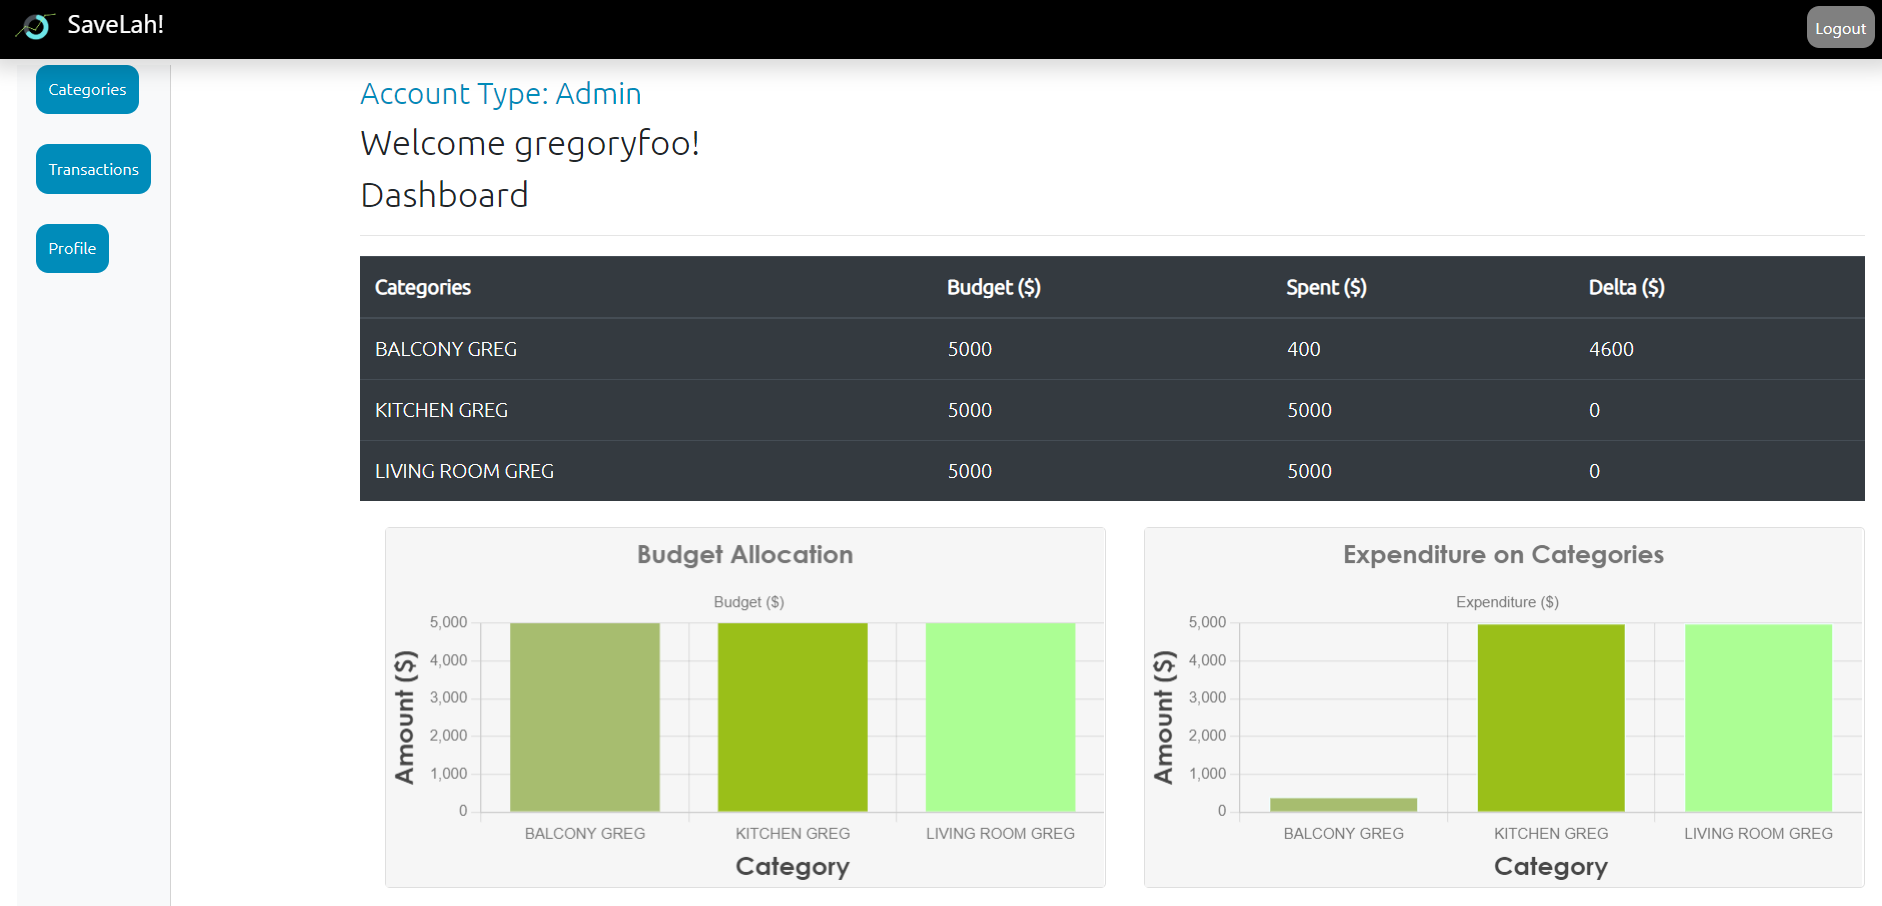 SaveLah!
Logout
Categories
Transactions
Profile
Account Type: Admin
Welcome gregoryfoo!
Dashboard
Categories Budget ($) Spent ($) Delta ($)
BALCONY GREG 5000 400 4600
KITCHEN GREG 5000 5000 0
LIVING ROOM GREG 5000 5000 0
Budget Allocation
Budget ($)
Amount ($)
5,000
4,000
3,000
2,000
1,000
0
BALCONY GREG KITCHEN GREG LIVING ROOM GREG
Category
Expenditure on Categories
Expenditure ($)
Amount ($)
5,000
4,000
3,000
2,000
1,000
0
BALCONY GREG KITCHEN GREG LIVING ROOM GREG
Category